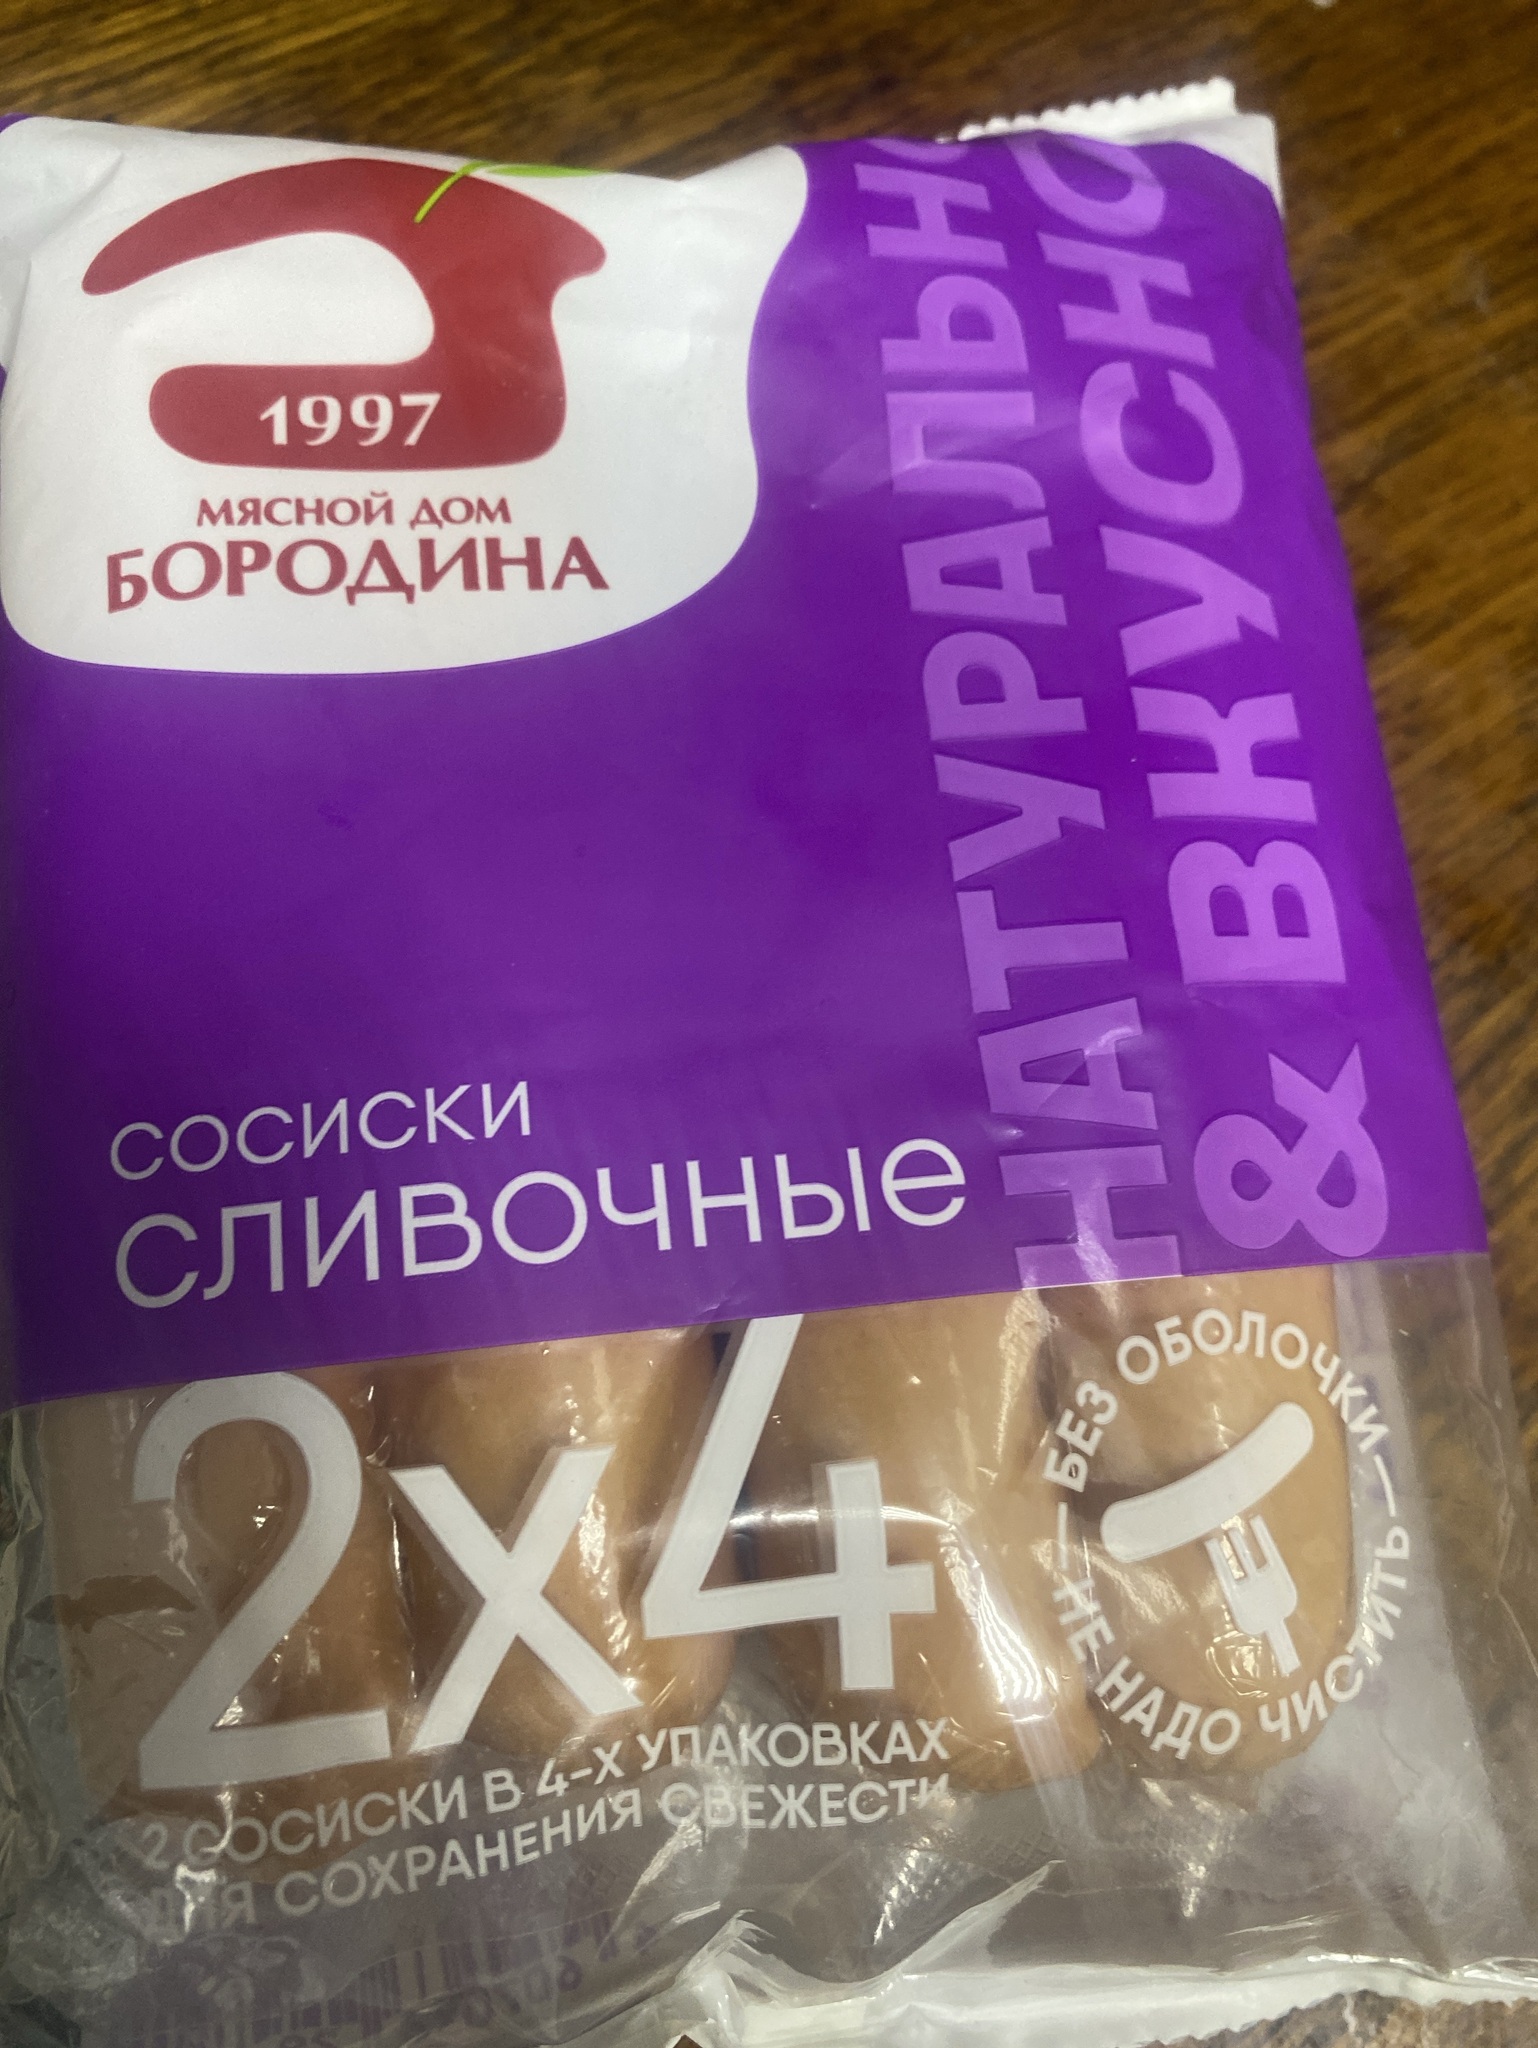 1997
МЯСНОЙ ДОМ
БОРОДИНА
НАТУРАЛЬН
& ВКУСНО
СОСИСКИ
СЛИВОЧНЫЕ
2x4
2 СОСИСКИ В 4-Х УПАКОВКАХ
ДЛЯ СОХРАНЕНИЯ СВЕЖЕСТИ
БЕЗ ОБОЛОЧКИ —
— НЕ НАДО ЧИСТИТЬ